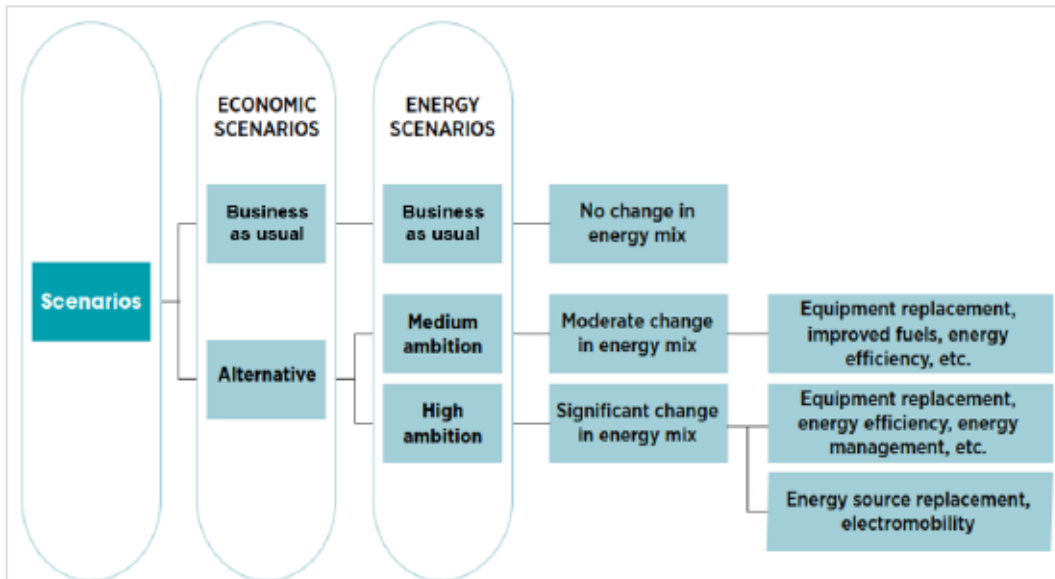 ECONOMIC
SCENARIOS
ENERGY
SCENARIOS
Business
as usual
Business
as usual
No change in
energy mix
Scenarios
Alternative
Medium
ambition
Moderate change
in energy mix
Equipment replacement,
improved fuels, energy
efficiency, etc.
High
ambition
Significant change
in energy mix
Equipment replacement,
energy efficiency, energy
management, etc.
Energy source replacement,
electromobility